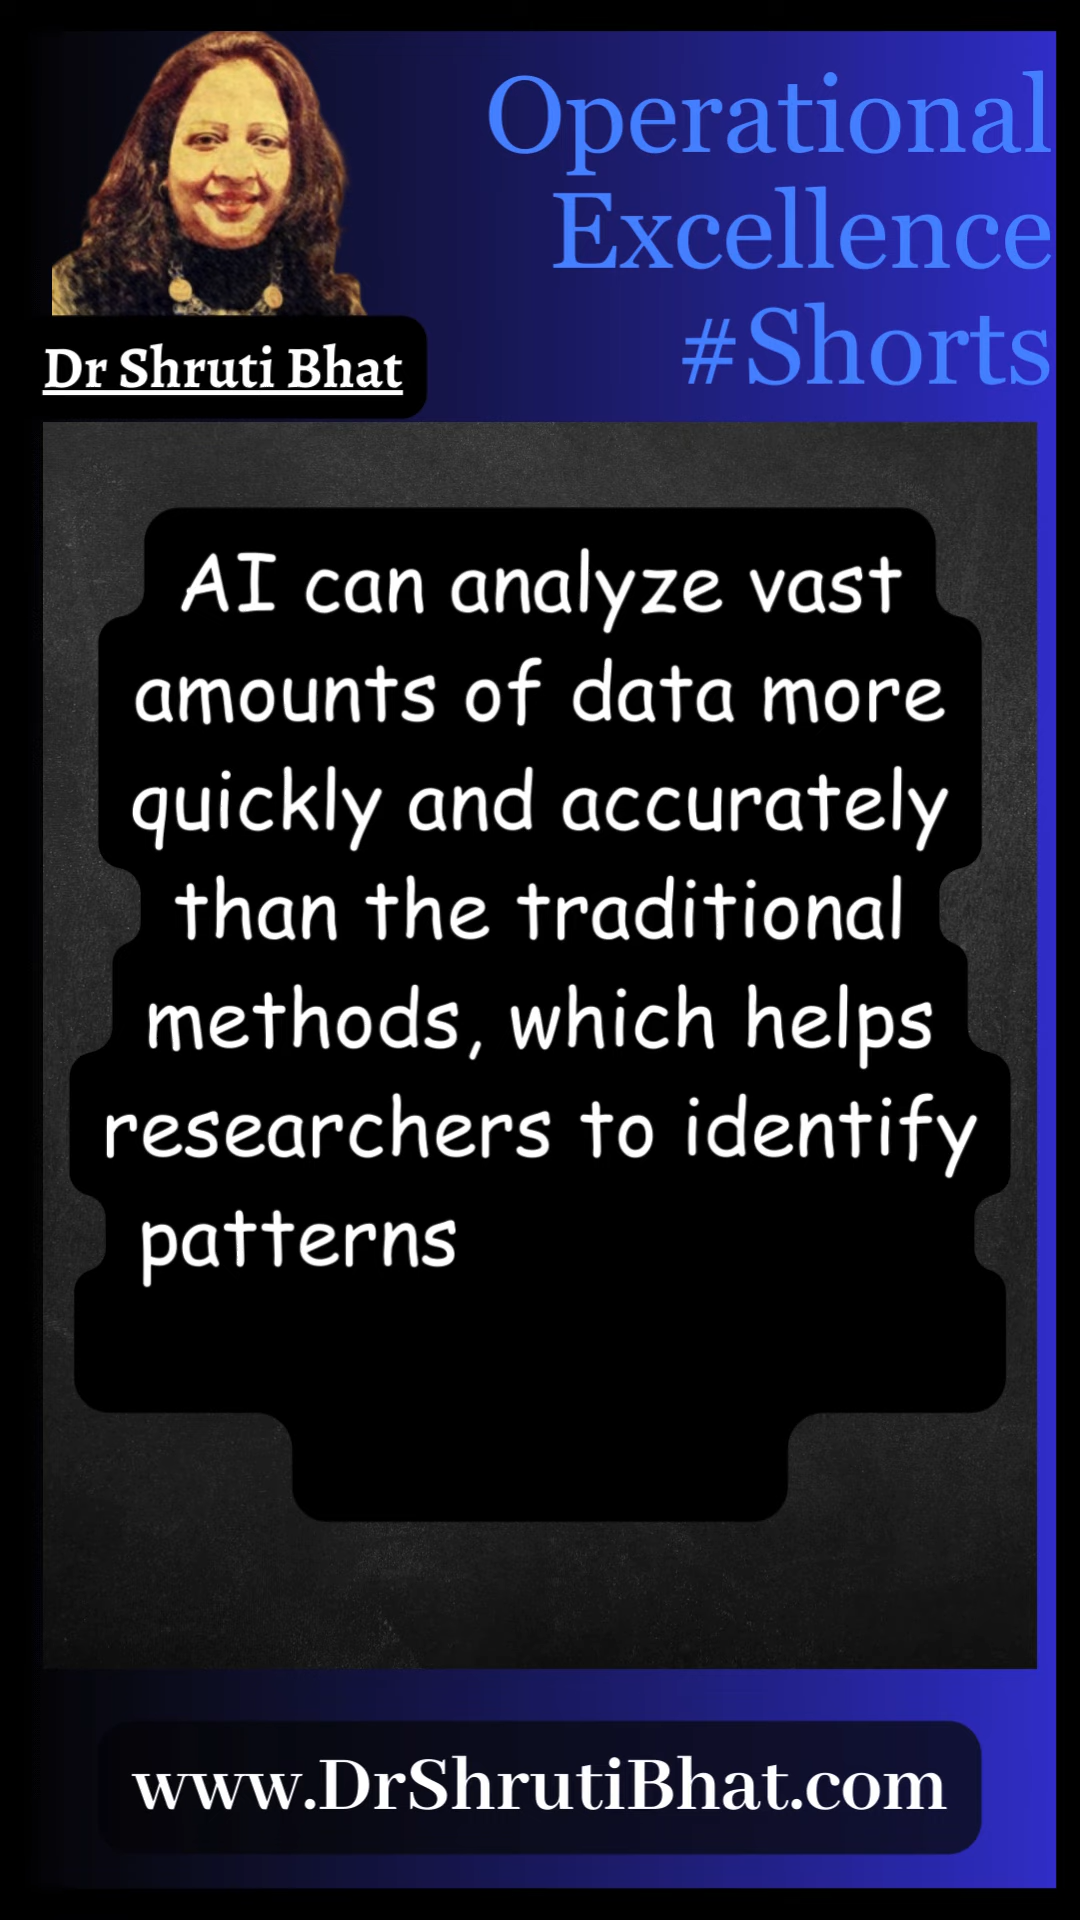 Operational
Excellence
#Shorts
Dr Shruti Bhat
AI can analyze vast
amounts of data more
quickly and accurately
than the traditional
methods, which helps
researchers to identify
patterns
www.DrShrutiBhat.com